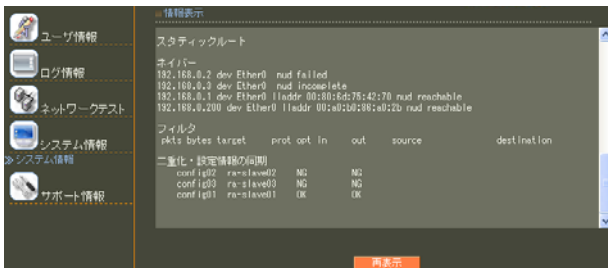 ユーザ情報
ログ情報
ネットワークテスト
システム情報
≫システム情報
サポート情報
情報表示
スタティックルート
ネイバー
192.168.0.2 dev Ether0 nud failed
192.168.0.3 dev Ether0 nud incomplete
192.168.0.1 dev Ether0 lladdr 00:80:6d:75:42:70 nud reachable
192.168.0.200 dev Ether0 lladdr 00:a0:b0:86:a0:2b nud reachable
フィルタ
pkts bytes target prot opt in out source destination
二重化・設定情報の同期
config02 ra-slave02 NG NG
config03 ra-slave03 NG NG
config01 ra-slave01 OK OK
再表示